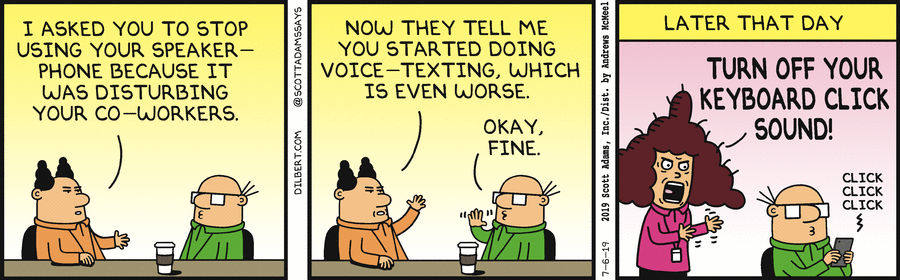 I ASKED YOU TO STOP
USING YOUR SPEAKER-
PHONE BECAUSE IT
WAS DISTURBING
YOUR CO-WORKERS.
DILBERT.COM @SCOTTADAMSSAYS
NOW THEY TELL ME
YOU STARTED DOING
VOICE-TEXTING, WHICH
IS EVEN WORSE.
OKAY,
FINE.
7-6-19 2019 Scott Adams, Inc./Dist. by Andrews McMeel
LATER THAT DAY
TURN OFF YOUR
KEYBOARD CLICK
SOUND!
CLICK
CLICK
CLICK